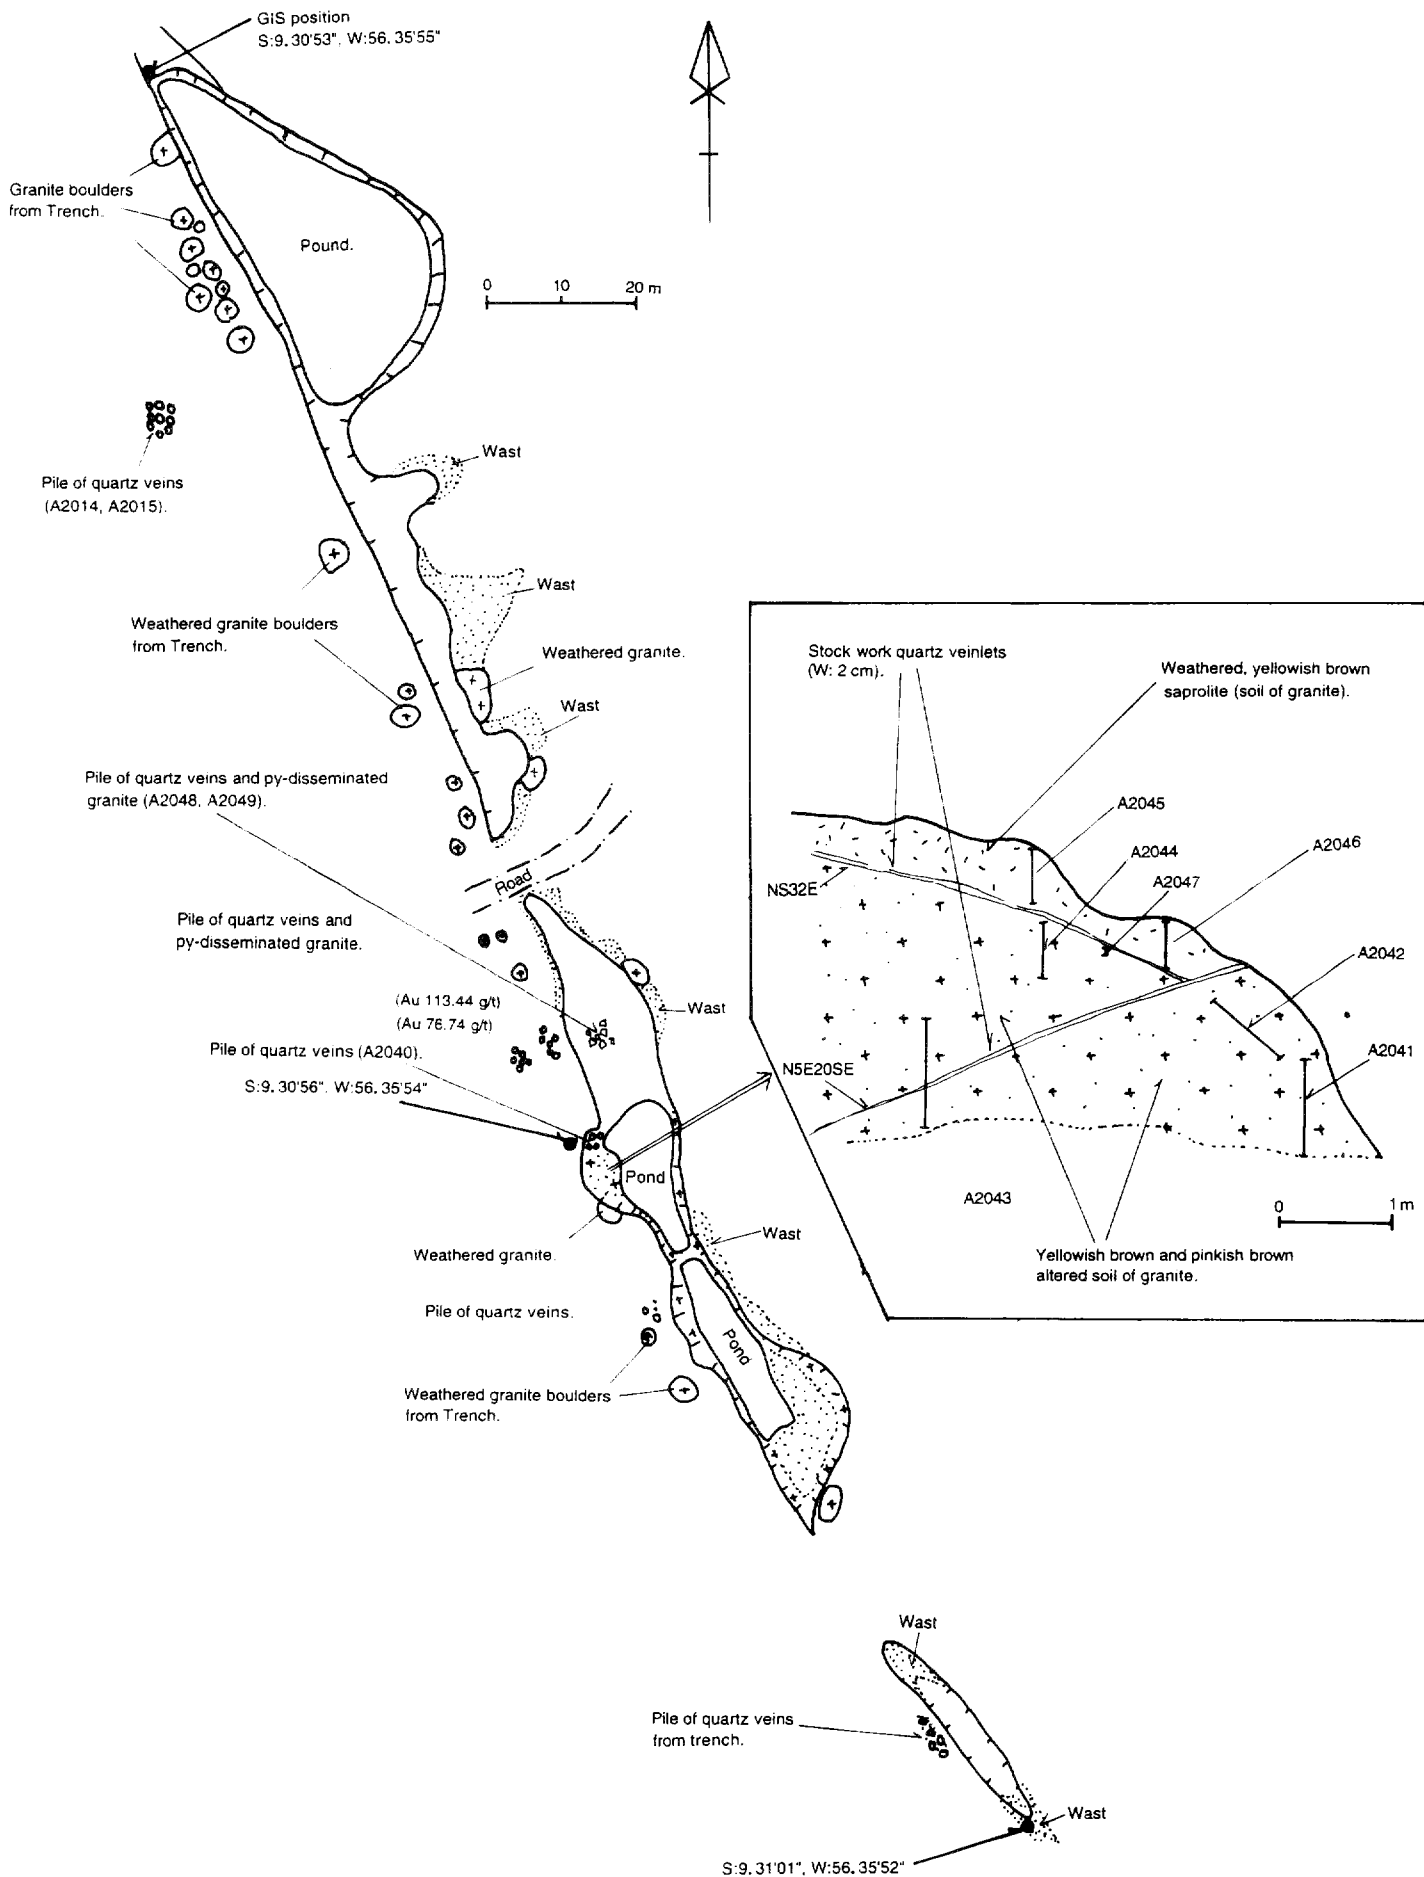 GiS position
S:9.30'53", W:56.35'55"
Granite boulders
from Trench.
Pound.
0 10 20 m
Wast
Pile of quartz veins
(A2014, A2015).
Wast
Weathered granite boulders
from Trench.
Weathered granite.
Wast
Pile of quartz veins and py-disseminated
granite (A2048, A2049).
Road
Pile of quartz veins and
py-disseminated granite.
(Au 113.44 g/t)
(Au 76.74 g/t)
Wast
Pile of quartz veins (A2040).
S:9.30'56". W:56.35'54"
Pond
Wast
Weathered granite.
Pile of quartz veins.
Pond
Weathered granite boulders
from Trench.
Stock work quartz veinlets
(W: 2 cm).
Weathered, yellowish brown
saprolite (soil of granite).
A2045
A2044
A2046
A2047
NS32E
A2042
A2041
N5E20SE
A2043
0 1 m
Yellowish brown and pinkish brown
altered soil of granite.
Wast
Pile of quartz veins
from trench.
Wast
S:9.31'01", W:56.35'52"